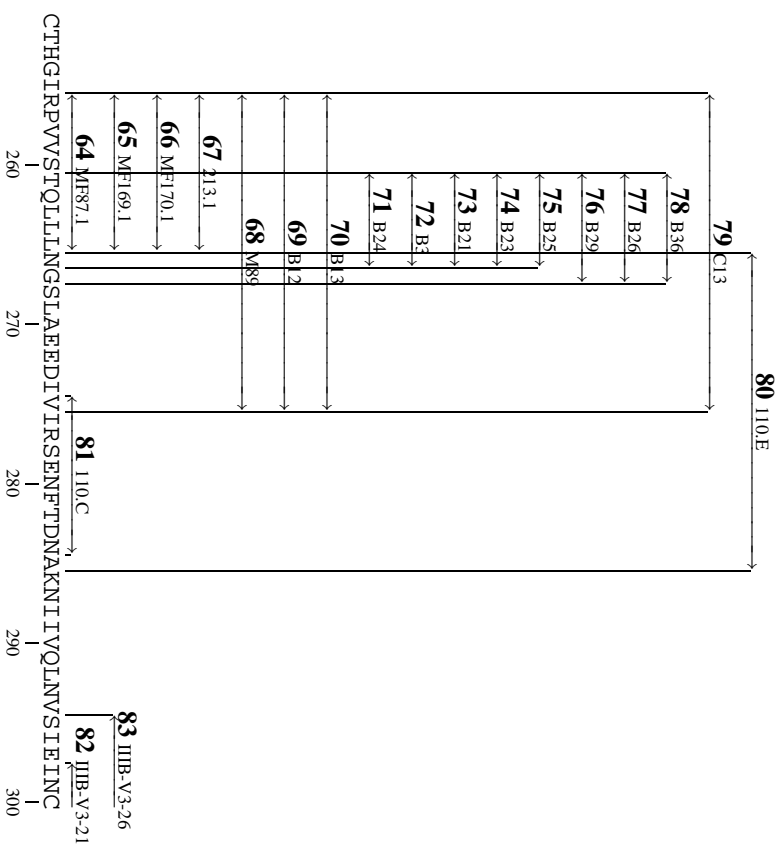 80 110.E
79 C13
78 B36
77 B26
76 B29
75 B25
74 B23
73 B21
72 B3
71 B24
70 B13
69 B12
68 M89
67 213.1
66 MF170.1
65 MF169.1 83 IIIB-V3-26
64 MF87.1 81 110.C 82 IIIB-V3-21
CTHGIRPVVSTQLLLNGSLAEEDIVIRSENFTDNAKNIIVQLNVSIEINC
260 270 280 290 300